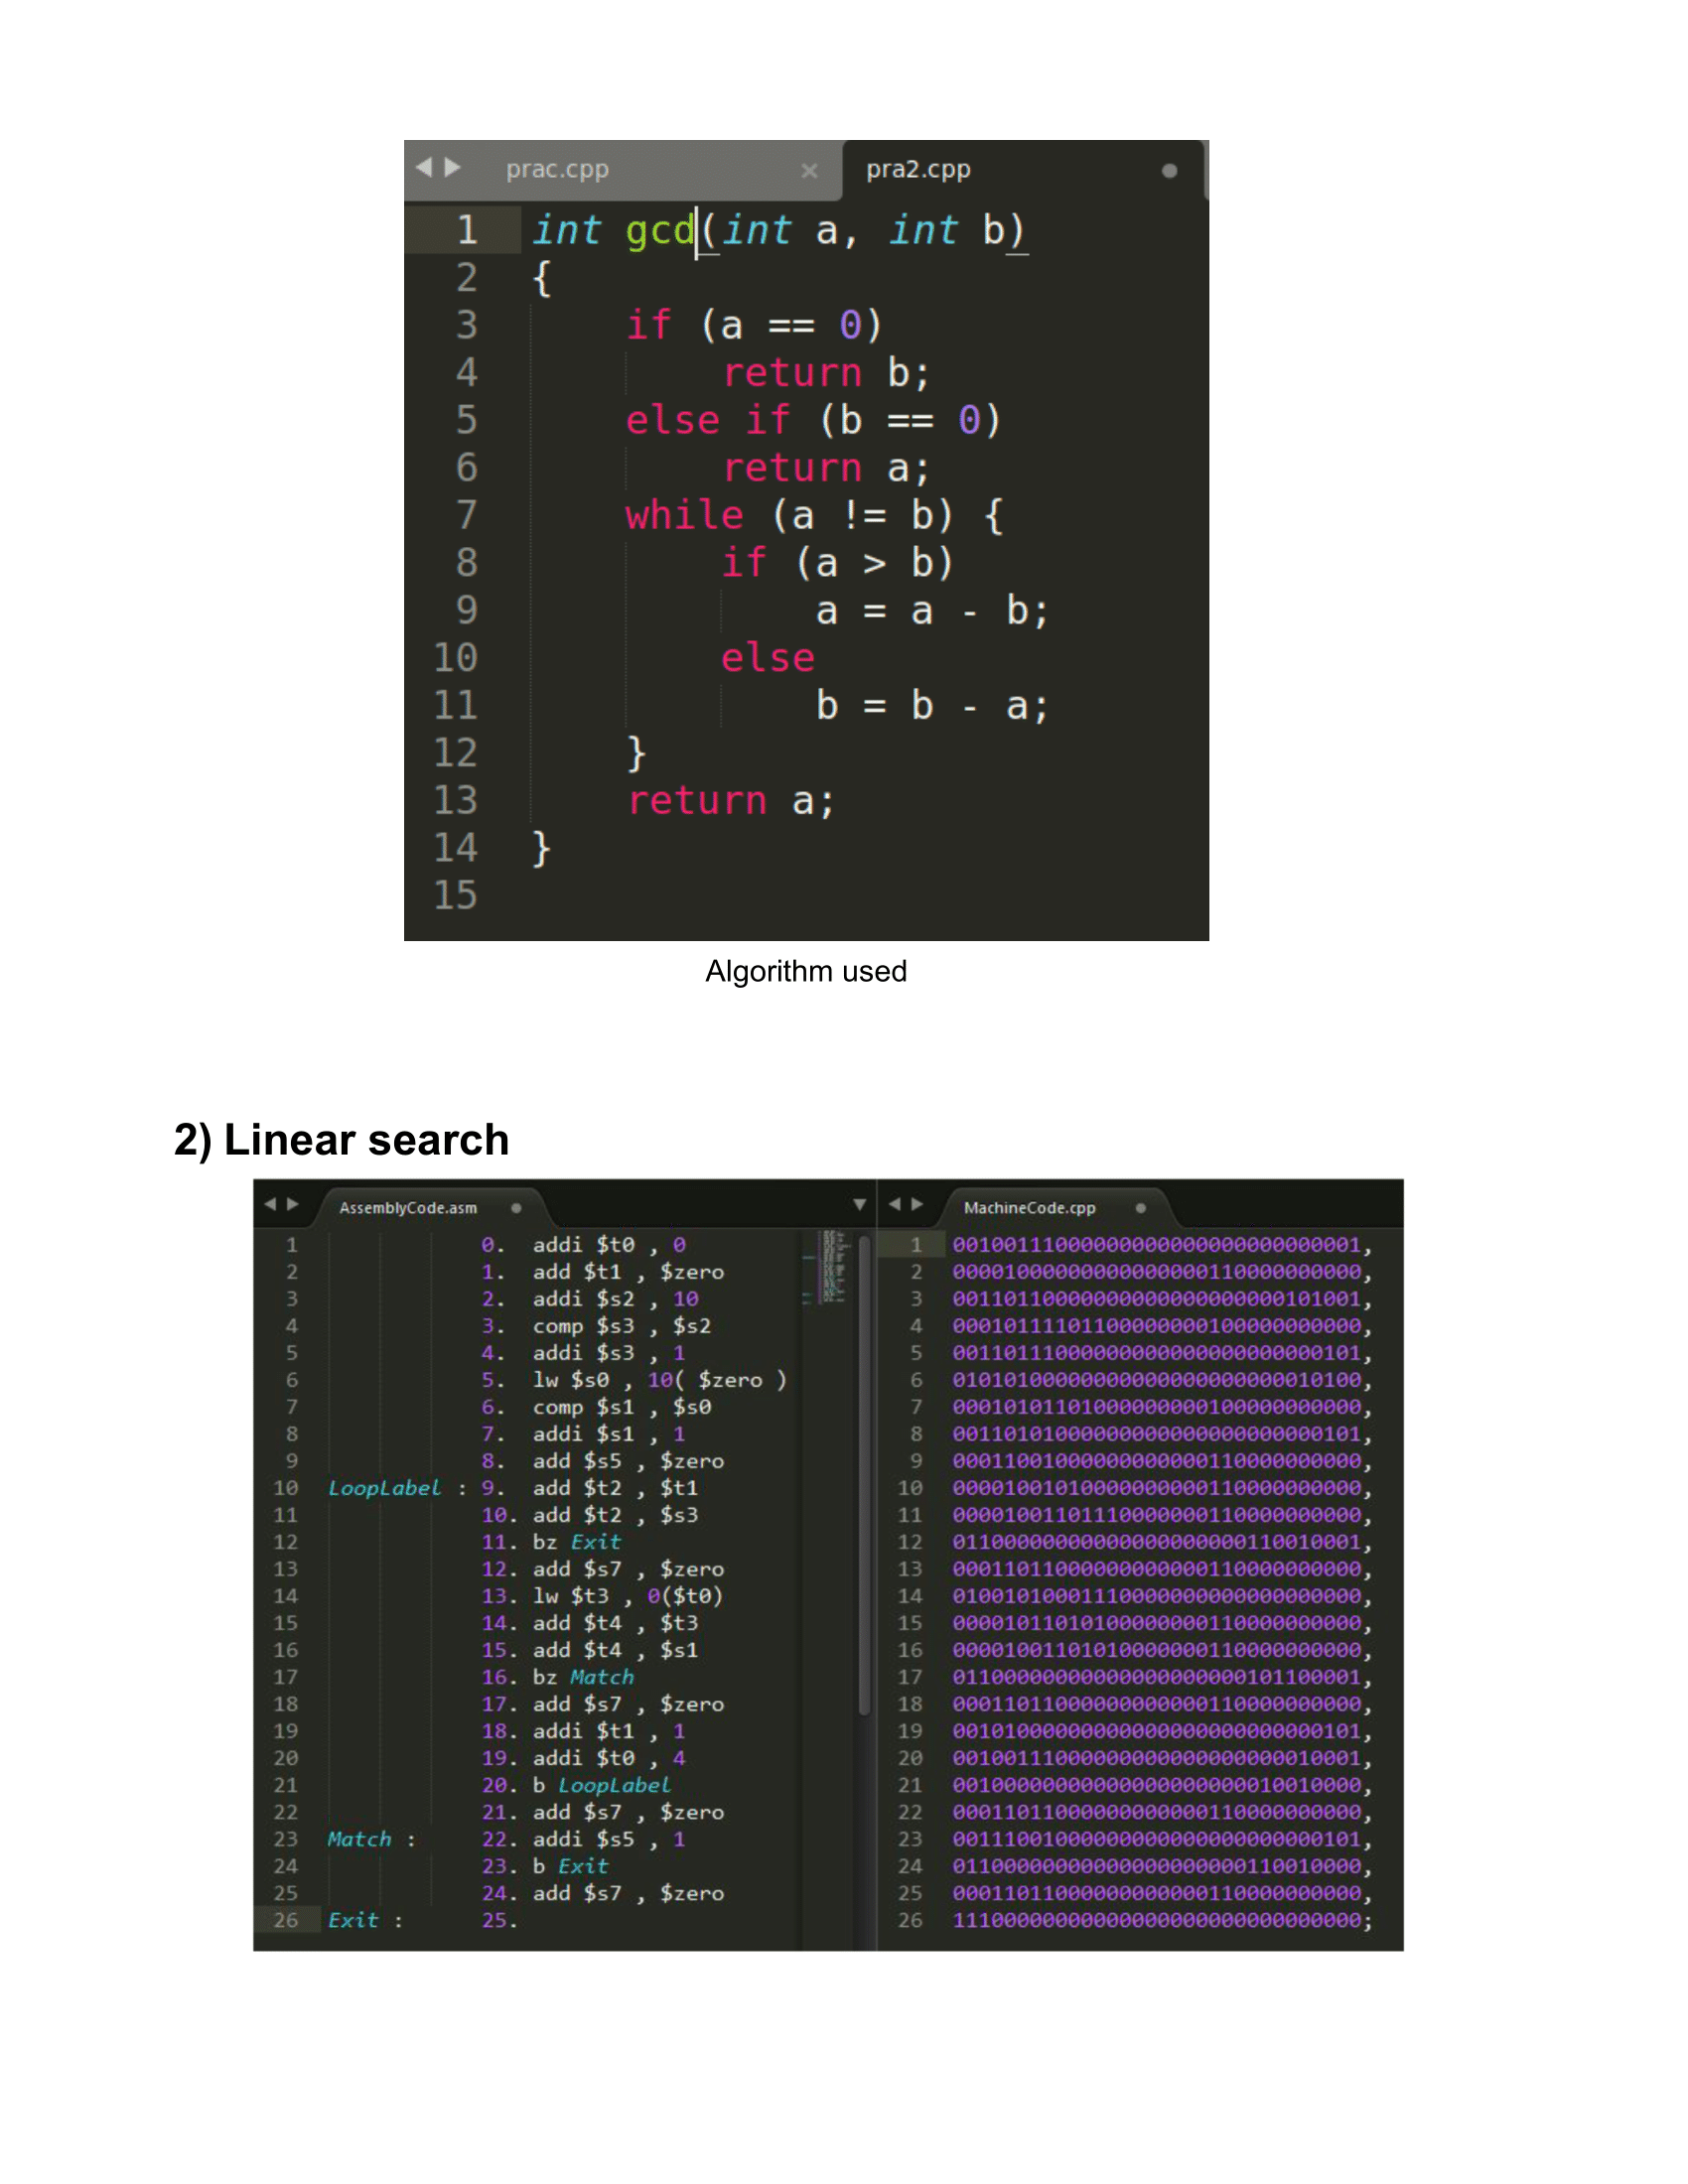 prac.cpp × pra2.cpp
1 int gcd(int a, int b)
2 {
3 if (a == 0)
4 return b;
5 else if (b == 0)
6 return a;
7 while (a != b) {
8 if (a > b)
9 a = a - b;
10 else
11 b = b - a;
12 }
13 return a;
14 }
15
Algorithm used
2) Linear search
AssemblyCode.asm
1 0. addi $t0 , 0
2 1. add $t1 , $zero
3 2. addi $s2 , 10
4 3. comp $s3 , $s2
5 4. addi $s3 , 1
6 5. lw $s0 , 10( $zero )
7 6. comp $s1 , $s0
8 7. addi $s1 , 1
9 8. add $s5 , $zero
10 LoopLabel : 9. add $t2 , $t1
11 10. add $t2 , $s3
12 11. bz Exit
13 12. add $s7 , $zero
14 13. lw $t3 , 0($t0)
15 14. add $t4 , $t3
16 15. add $t4 , $s1
17 16. bz Match
18 17. add $s7 , $zero
19 18. addi $t1 , 1
20 19. addi $t0 , 4
21 20. b LoopLabel
22 21. add $s7 , $zero
23 Match : 22. addi $s5 , 1
24 23. b Exit
25 24. add $s7 , $zero
26 Exit : 25.
MachineCode.cpp
1 00100111000000000000000000000001,
2 00001000000000000000110000000000,
3 00110110000000000000000000101001,
4 00010111101100000000100000000000,
5 00110111000000000000000000000101,
6 01010100000000000000000000010100,
7 00010101101000000000100000000000,
8 00110101000000000000000000000101,
9 00011001000000000000110000000000,
10 00001001010000000000110000000000,
11 00001001101110000000110000000000,
12 01100000000000000000000110010001,
13 00011011000000000000110000000000,
14 01001010001110000000000000000000,
15 00001011010100000000110000000000,
16 00001001101010000000110000000000,
17 01100000000000000000000101100001,
18 00011011000000000000110000000000,
19 00101000000000000000000000000101,
20 00100111000000000000000000010001,
21 00100000000000000000000010010000,
22 00011011000000000000110000000000,
23 00111001000000000000000000000101,
24 01100000000000000000000110010000,
25 00011011000000000000110000000000,
26 11100000000000000000000000000000;